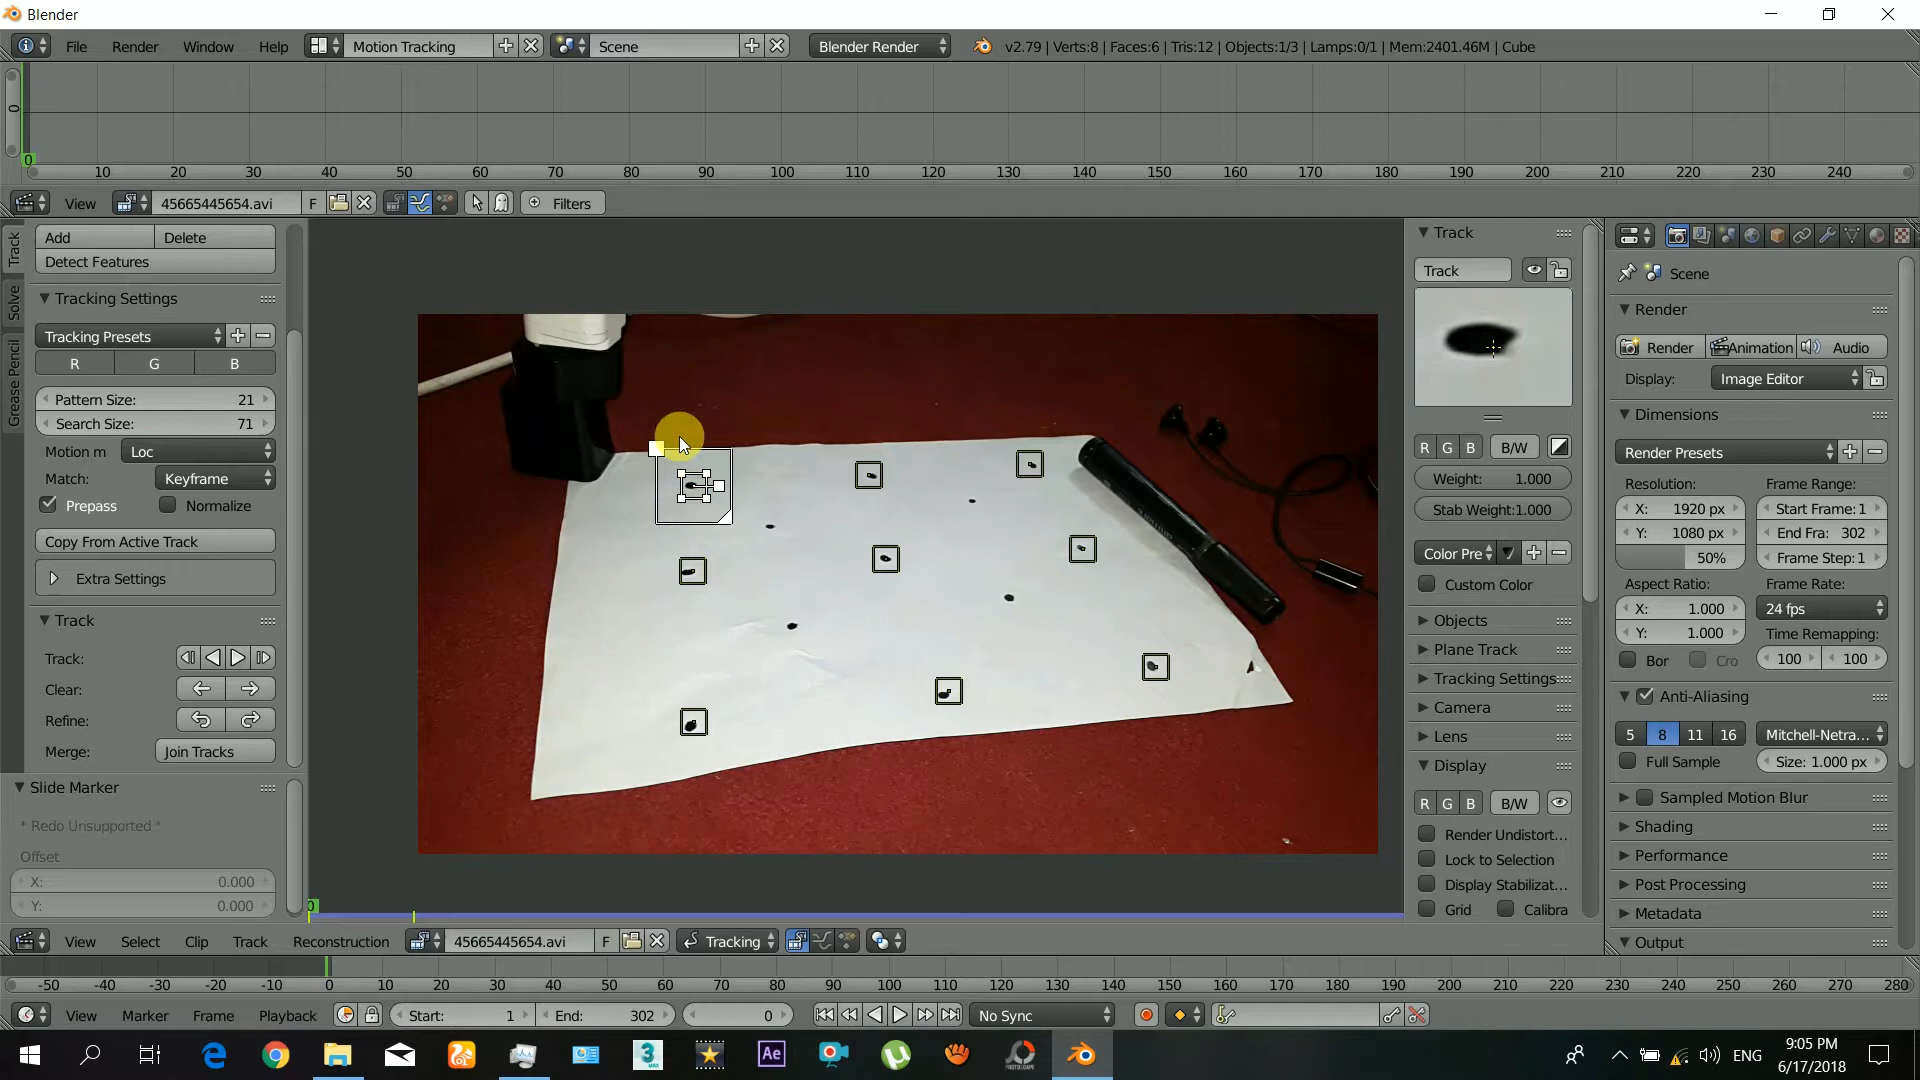 Blender
File Render Window Help Motion Tracking Scene Blender Render v2.79 | Verts:8 | Faces:6 | Tris:12 | Objects:1/3 | Lamps:0/1 | Mem:2401.46M | Cube
0
0
10 20 30 40 50 60 70 80 90 100 110 120 130 140 150 160 170 180 190 200 210 220 230 240
View 45665445654.avi F Filters
Track
Solve
Grease Pencil
Add Delete
Detect Features
Tracking Settings
Tracking Presets
R G B
Pattern Size: 21
Search Size: 71
Motion m Loc
Match: Keyframe
Prepass Normalize
Copy From Active Track
Extra Settings
Track
Track:
Clear:
Refine:
Merge: Join Tracks
Slide Marker
* Redo Unsupported *
Offset
X: 0.000
Y: 0.000
0
Track
Track
R G B B/W
Weight: 1.000
Stab Weight:1.000
Color Pre
Custom Color
Objects
Plane Track
Tracking Settings
Camera
Lens
Display
R G B B/W
Render Undistort...
Lock to Selection
Display Stabilizat...
Grid Calibra
Scene
Render
Render Animation Audio
Display: Image Editor
Dimensions
Render Presets
Resolution: Frame Range:
X: 1920 px Start Frame: 1
Y: 1080 px End Fra: 302
50% Frame Step: 1
Aspect Ratio: Frame Rate:
X: 1.000 24 fps
Y: 1.000 Time Remapping:
Bor Cro 100 100
Anti-Aliasing
5 8 11 16 Mitchell-Netra...
Full Sample Size: 1.000 px
Sampled Motion Blur
Shading
Performance
Post Processing
Metadata
Output
View Select Clip Track Reconstruction 45665445654.avi F Tracking
-50 -40 -30 -20 -10 0 10 20 30 40 50 60 70 80 90 100 110 120 130 140 150 160 170 180 190 200 210 220 230 240 250 260 270 280
View Marker Frame Playback Start: 1 End: 302 0 No Sync
3 MAX Ae PHOTOSCAPE ENG 9:05 PM
6/17/2018